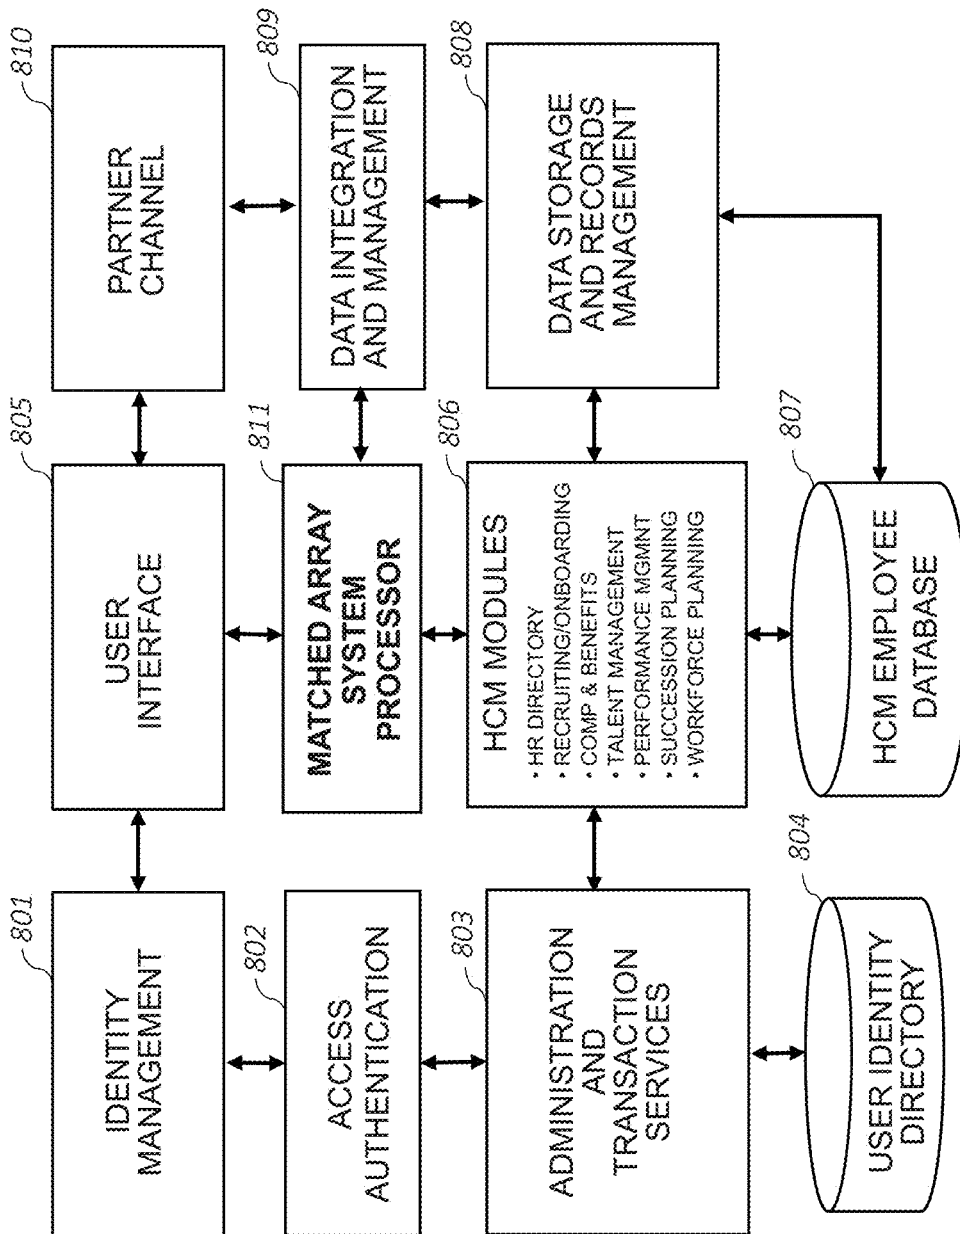 801
IDENTITY
MANAGEMENT
805
USER
INTERFACE
810
PARTNER
CHANNEL
802
ACCESS
AUTHENTICATION
811
MATCHED ARRAY
SYSTEM
PROCESSOR
809
DATA INTEGRATION
AND MANAGEMENT
803
ADMINISTRATION
AND
TRANSACTION
SERVICES
806
HCM MODULES
• HR DIRECTORY
• RECRUITING/ONBOARDING
• COMP & BENEFITS
• TALENT MANAGEMENT
• PERFORMANCE MGMNT
• SUCCESSION PLANNING
• WORKFORCE PLANNING
808
DATA STORAGE
AND RECORDS
MANAGEMENT
804
USER IDENTITY
DIRECTORY
807
HCM EMPLOYEE
DATABASE